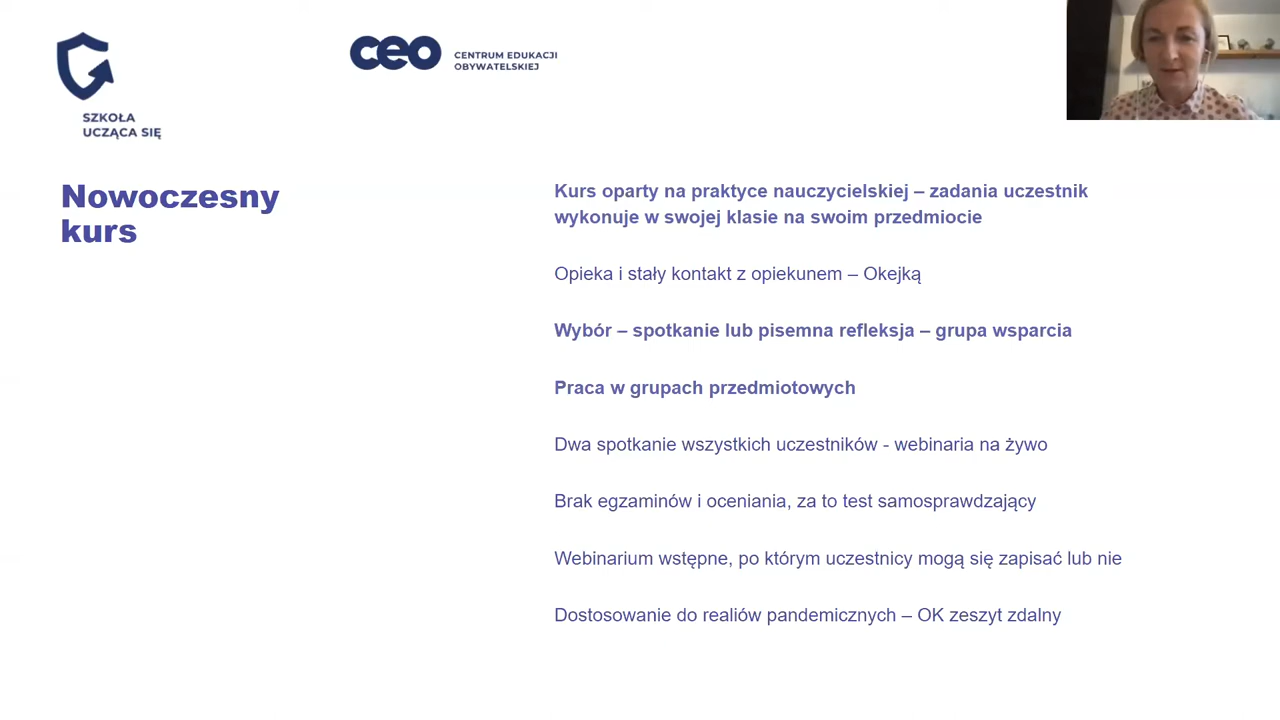 SZKOŁA
UCZĄCA SIĘ
ceo
CENTRUM EDUKACJI
OBYWATELSKIEJ
Nowoczesny
kurs
Kurs oparty na praktyce nauczycielskiej – zadania uczestnik
wykonuje w swojej klasie na swoim przedmiocie
Opieka i stały kontakt z opiekunem – Okejką
Wybór – spotkanie lub pisemna refleksja – grupa wsparcia
Praca w grupach przedmiotowych
Dwa spotkanie wszystkich uczestników - webinaria na żywo
Brak egzaminów i oceniania, za to test samosprawdzający
Webinarium wstępne, po którym uczestnicy mogą się zapisać lub nie
Dostosowanie do realiów pandemicznych – OK zeszyt zdalny